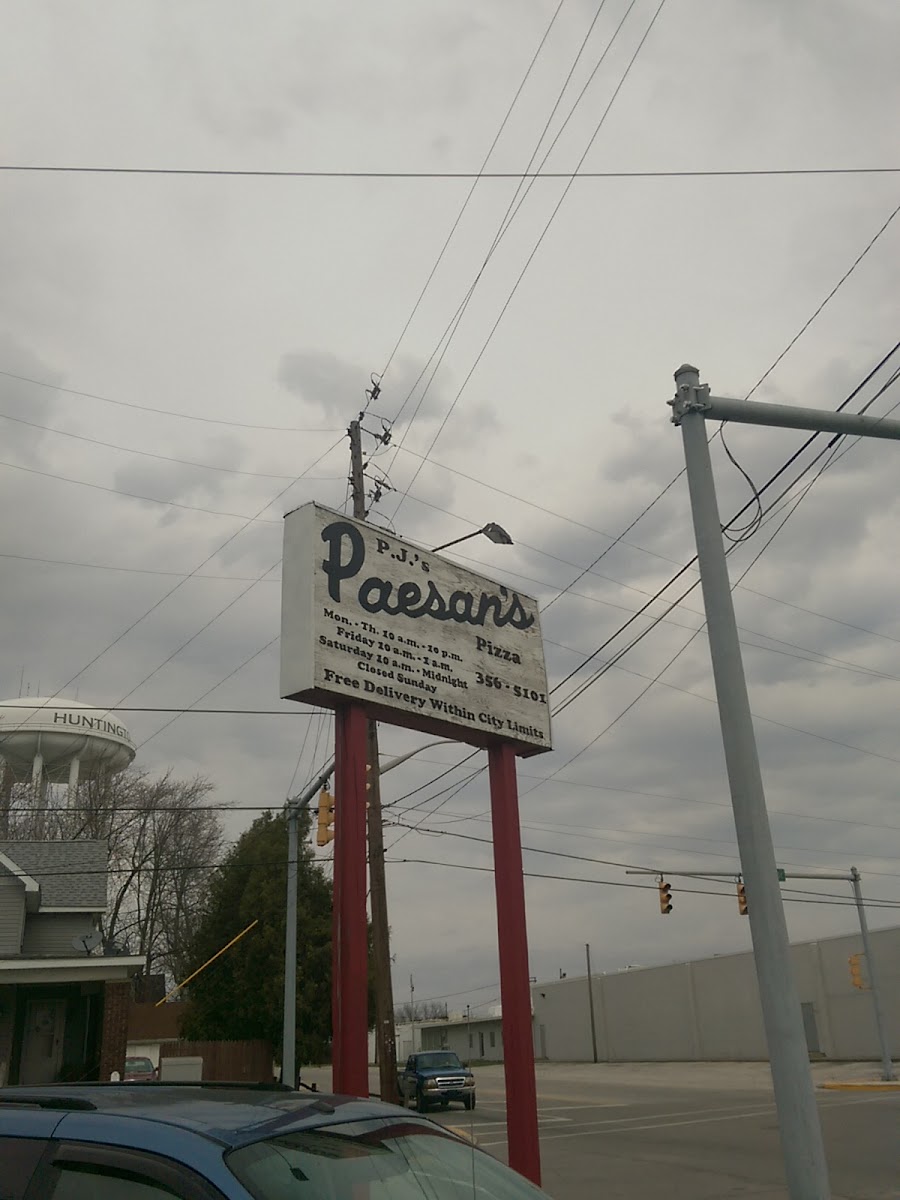 P.J.'s
Paesan's
Pizza
356-5101
Mon. - Th. 10 a.m. - 10 p.m.
Friday 10 a.m. - 1 a.m.
Saturday 10 a.m. - Midnight
Closed Sunday
Free Delivery Within City Limits
HUNTINGT